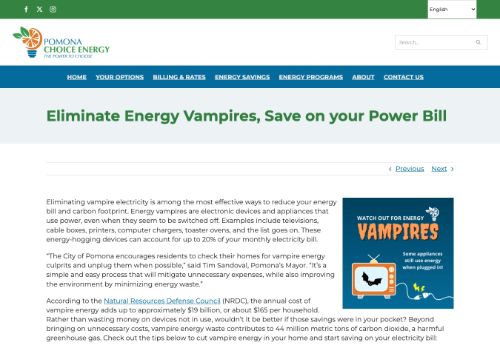 English
POMONA
CHOICE ENERGY
THE POWER TO CHOOSE
Search...
HOME YOUR OPTIONS BILLING & RATES ENERGY SAVINGS ENERGY PROGRAMS ABOUT CONTACT US
Eliminate Energy Vampires, Save on your Power Bill
Previous Next
Eliminating vampire electricity is among the most effective ways to reduce your energy
bill and carbon footprint. Energy vampires are electronic devices and appliances that
use power, even when they seem to be switched off. Examples include televisions,
cable boxes, printers, computer chargers, toaster ovens, and the list goes on. These
energy-hogging devices can account for up to 20% of your monthly electricity bill.
WATCH OUT FOR ENERGY
VAMPIRES
Some appliances
still use energy
when plugged in!
“The City of Pomona encourages residents to check their homes for vampire energy
culprits and unplug them when possible,” said Tim Sandoval, Pomona’s Mayor. “It’s a
simple and easy process that will mitigate unnecessary expenses, while also improving
the environment by minimizing energy waste.”
According to the Natural Resources Defense Council (NRDC), the annual cost of
vampire energy adds up to approximately $19 billion, or about $165 per household.
Rather than wasting money on devices not in use, wouldn’t it be better if those savings were in your pocket? Beyond
bringing on unnecessary costs, vampire energy waste contributes to 44 million metric tons of carbon dioxide, a harmful
greenhouse gas. Check out the tips below to cut vampire energy in your home and start saving on your electricity bill: